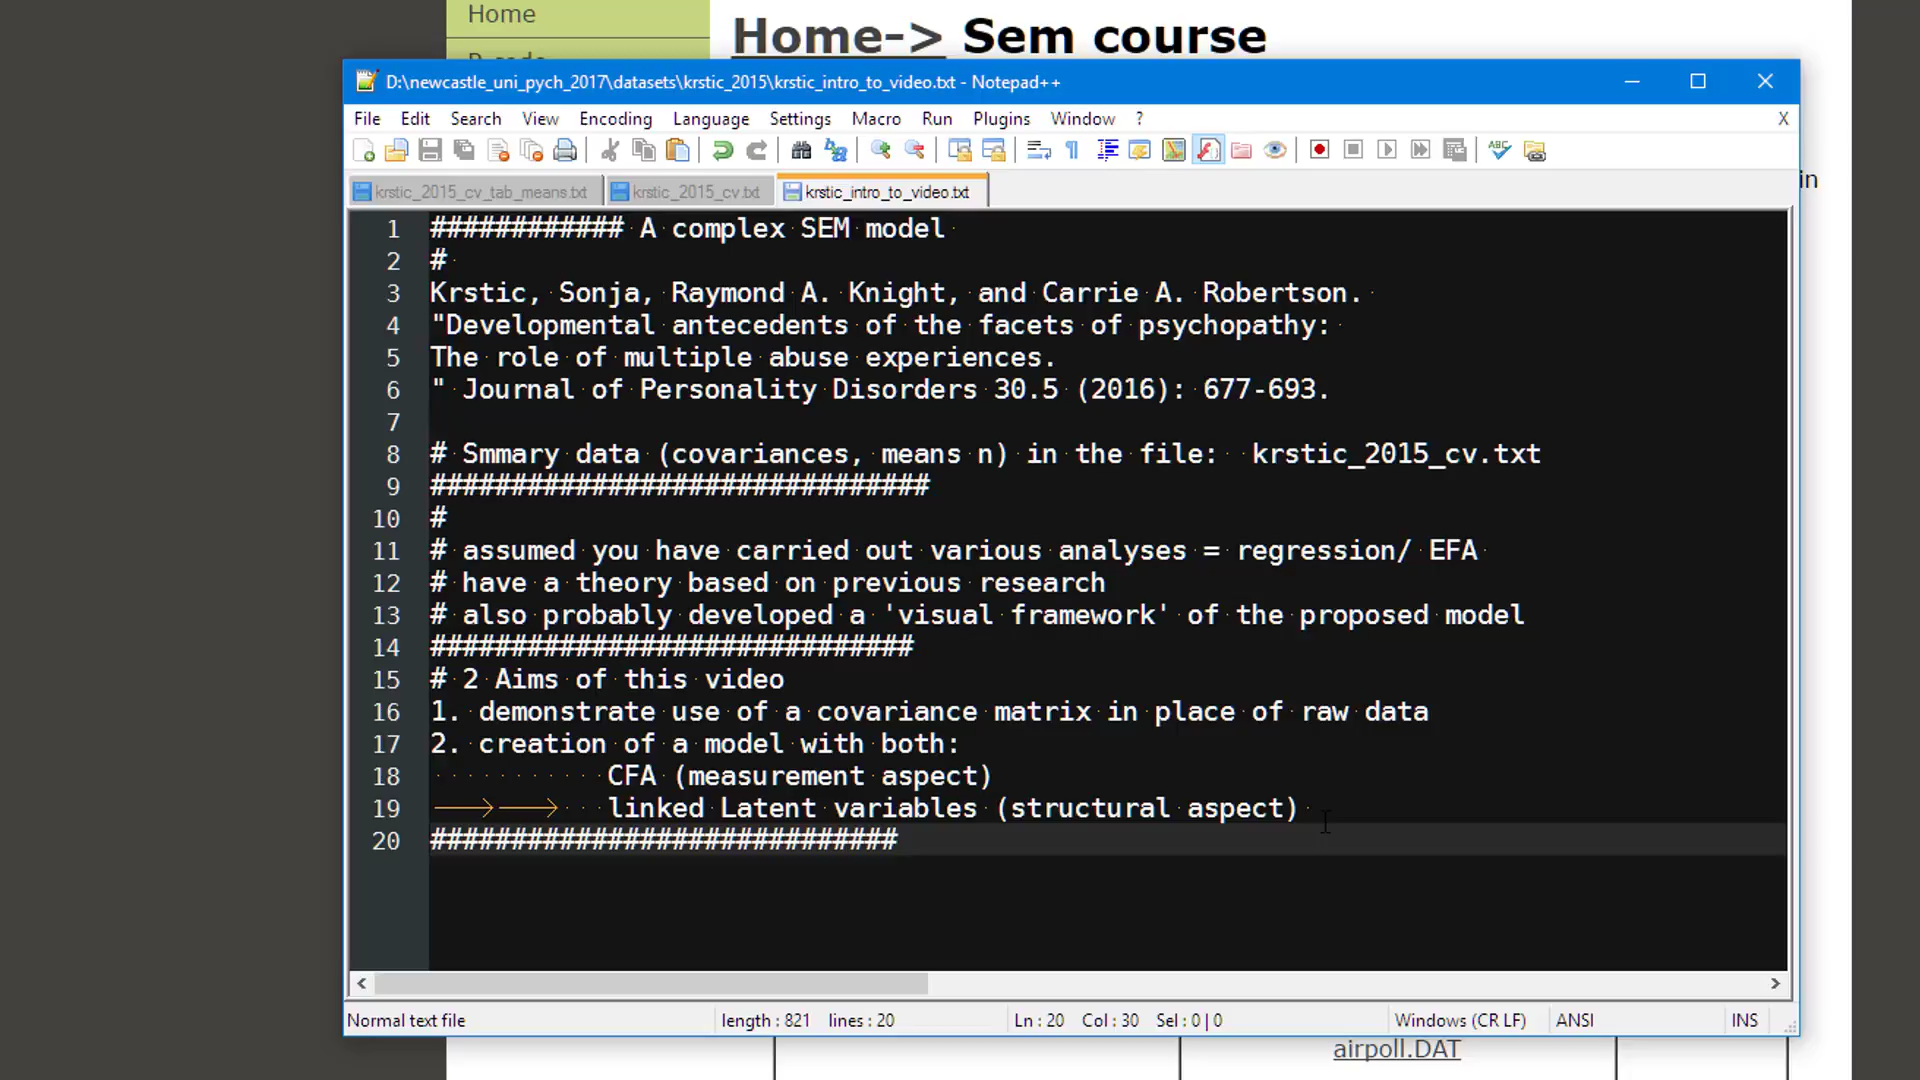 Home
Home-> Sem course
D:\newcastle_uni_pych_2017\datasets\krstic_2015\krstic_intro_to_video.txt - Notepad++
File Edit Search View Encoding Language Settings Macro Run Plugins Window ? X
in
krstic_2015_cv_tab_means.txt krstic_2015_cv.txt krstic_intro_to_video.txt
1 ############ A complex SEM model
2 #
3 Krstic, Sonja, Raymond A. Knight, and Carrie A. Robertson.
4 "Developmental antecedents of the facets of psychopathy:
5 The role of multiple abuse experiences.
6 " Journal of Personality Disorders 30.5 (2016): 677-693.
7
8 # Smmary data (covariances, means n) in the file: krstic_2015_cv.txt
9 ###############################
10 #
11 # assumed you have carried out various analyses = regression/ EFA
12 # have a theory based on previous research
13 # also probably developed a 'visual framework' of the proposed model
14 ##############################
15 # 2 Aims of this video
16 1. demonstrate use of a covariance matrix in place of raw data
17 2. creation of a model with both:
18 CFA (measurement aspect)
19 linked Latent variables (structural aspect)
20 #############################
Normal text file length : 821 lines : 20 Ln : 20 Col : 30 Sel : 0 | 0 Windows (CR LF) ANSI INS
airpoll.DAT